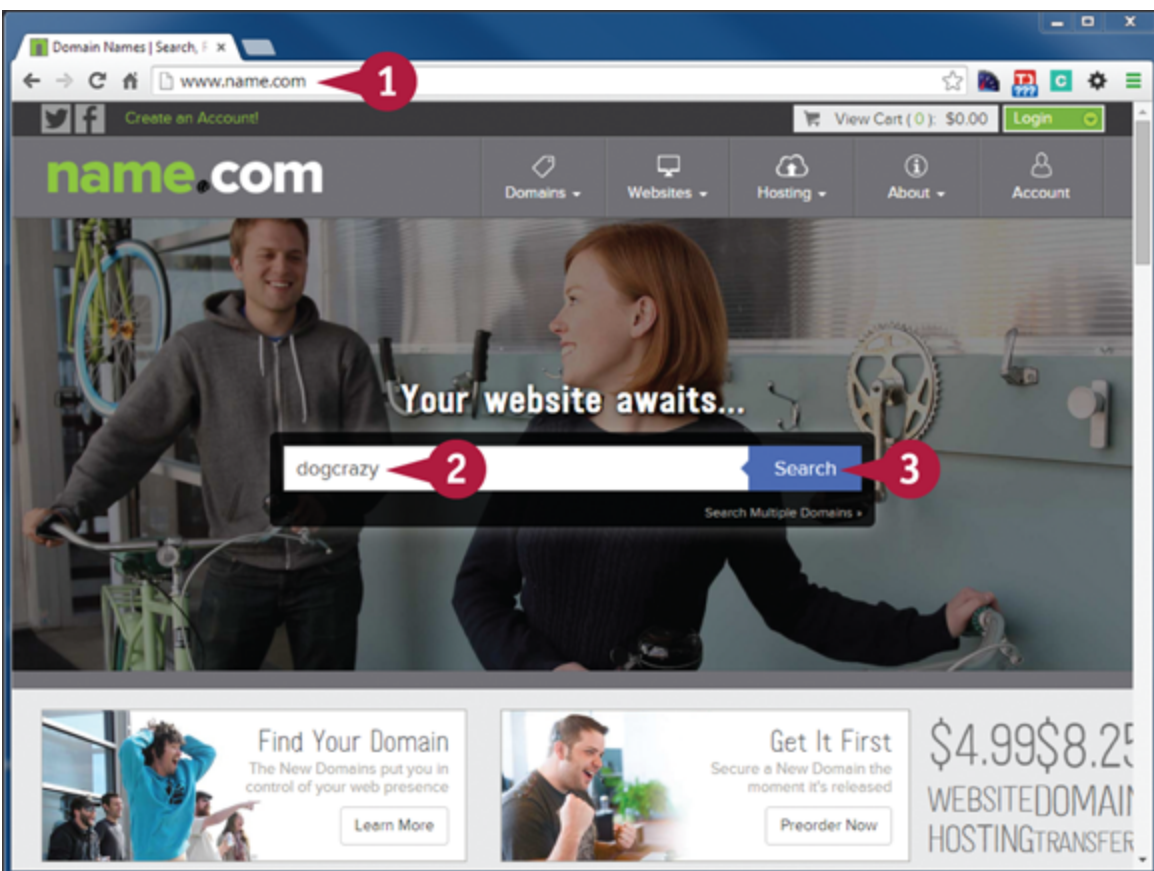 Domain Names | Search, F
www.name.com
1
Create an Account!
View Cart ( 0 ): $0.00
Login
name.com
Domains
Websites
Hosting
About
Account
Your website awaits...
dogcrazy
2
Search
3
Search Multiple Domains »
Find Your Domain
The New Domains put you in
control of your web presence
Learn More
Get It First
Secure a New Domain the
moment it's released
Preorder Now
$4.99$8.25
WEBSITEDOMAIN
HOSTINGTRANSFER